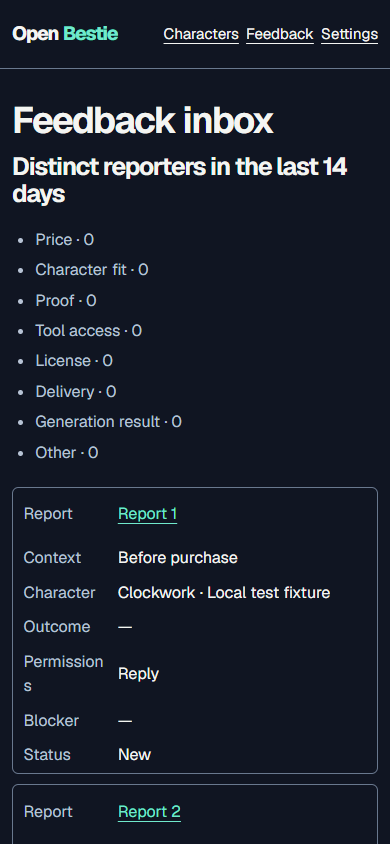 Open Bestie
Characters Feedback Settings
Feedback inbox
Distinct reporters in the last 14
days
• Price · 0
• Character fit · 0
• Proof · 0
• Tool access · 0
• License · 0
• Delivery · 0
• Generation result · 0
• Other · 0
Report Report 1
Context Before purchase
Character Clockwork · Local test fixture
Outcome —
Permission
s Reply
Blocker —
Status New
Report Report 2